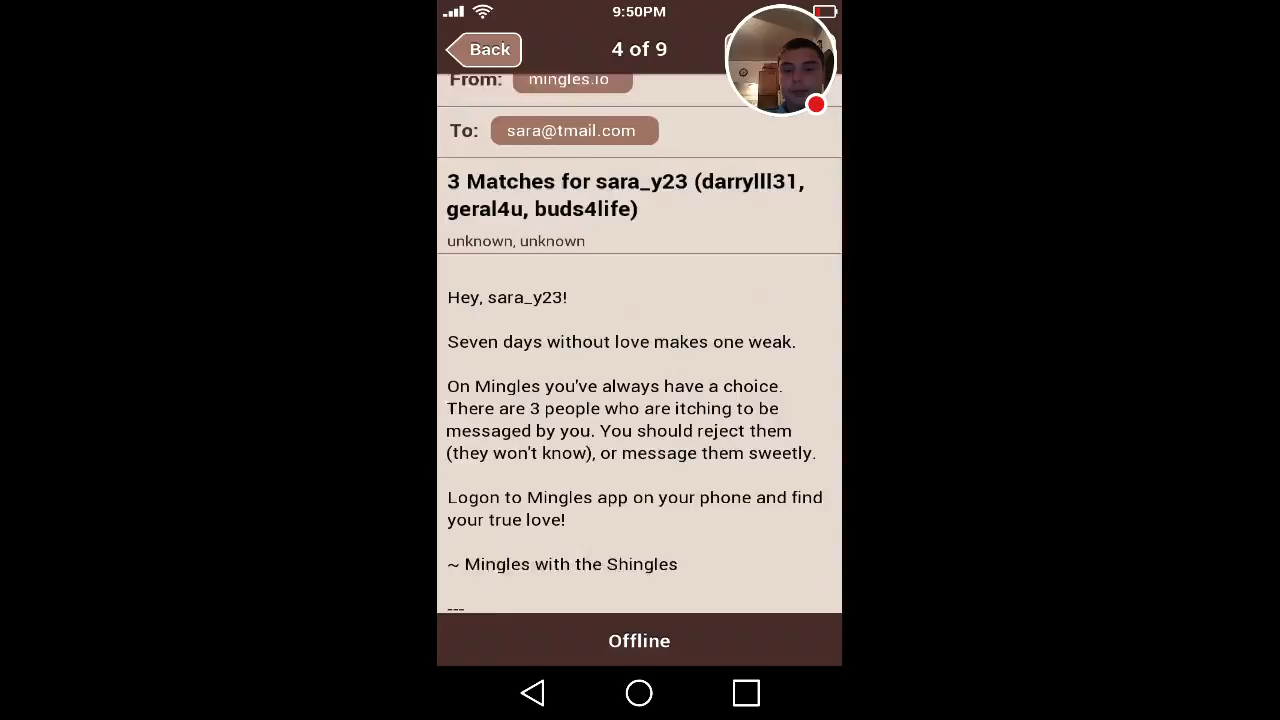 9:50PM
Back
4 of 9
From: mingles.io
To: sara@tmail.com
3 Matches for sara_y23 (darrylll31,
geral4u, buds4life)
unknown, unknown
Hey, sara_y23!
Seven days without love makes one weak.
On Mingles you've always have a choice.
There are 3 people who are itching to be
messaged by you. You should reject them
(they won't know), or message them sweetly.
Logon to Mingles app on your phone and find
your true love!
~ Mingles with the Shingles
---
Offline